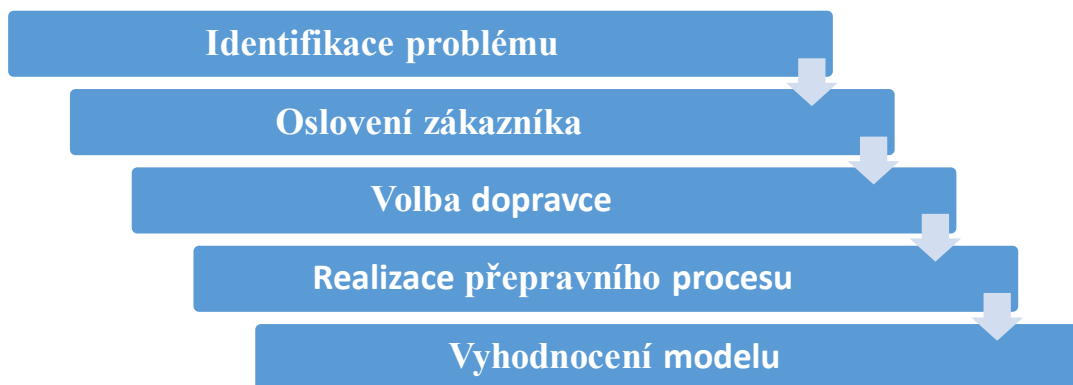 Identifikace problému
Oslovení zákazníka
Volba dopravce
Realizace přepravního procesu
Vyhodnocení modelu